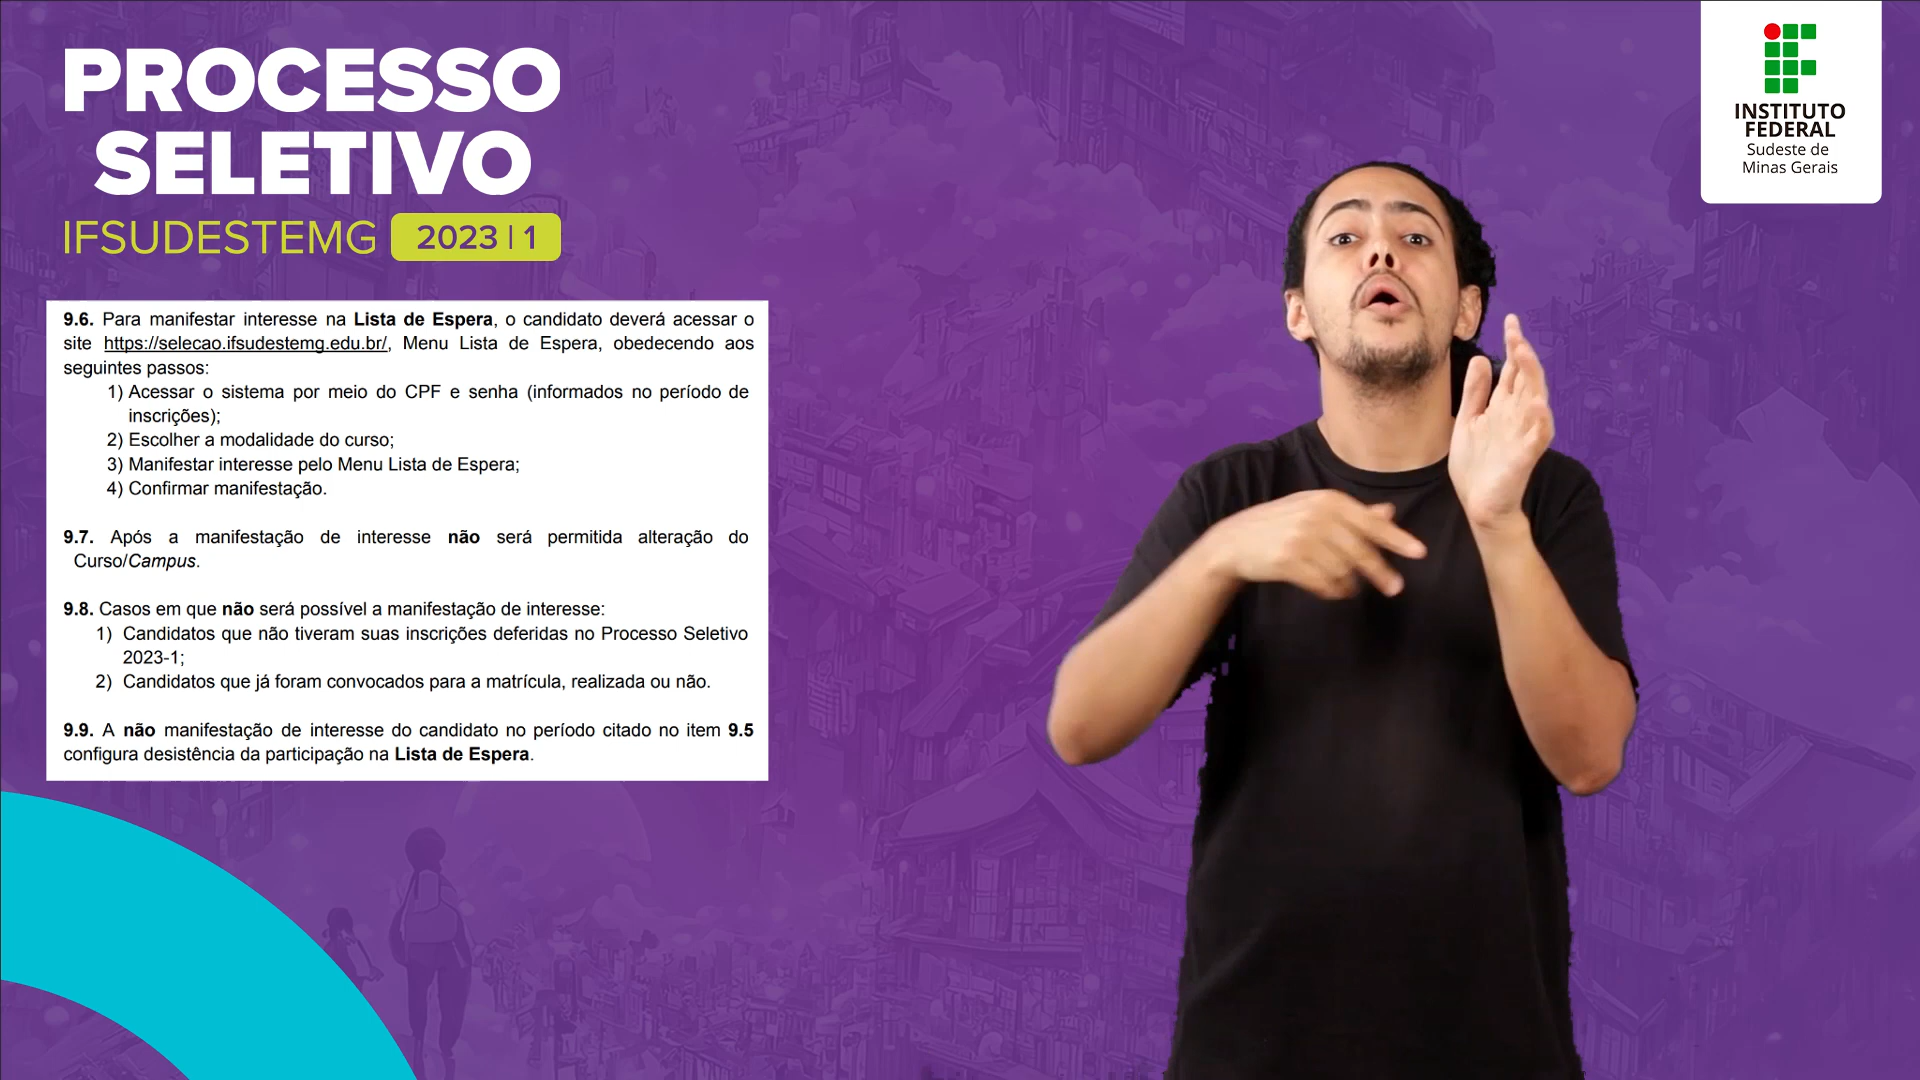 PROCESSO
SELETIVO
IFSUDESTEMG 2023 | 1
INSTITUTO
FEDERAL
Sudeste de
Minas Gerais
9.6. Para manifestar interesse na Lista de Espera, o candidato deverá acessar o
site https://selecao.ifsudestemg.edu.br/, Menu Lista de Espera, obedecendo aos
seguintes passos:
1) Acessar o sistema por meio do CPF e senha (informados no período de
inscrições);
2) Escolher a modalidade do curso;
3) Manifestar interesse pelo Menu Lista de Espera;
4) Confirmar manifestação.
9.7. Após a manifestação de interesse não será permitida alteração do
Curso/Campus.
9.8. Casos em que não será possível a manifestação de interesse:
1) Candidatos que não tiveram suas inscrições deferidas no Processo Seletivo
2023-1;
2) Candidatos que já foram convocados para a matrícula, realizada ou não.
9.9. A não manifestação de interesse do candidato no período citado no item 9.5
configura desistência da participação na Lista de Espera.